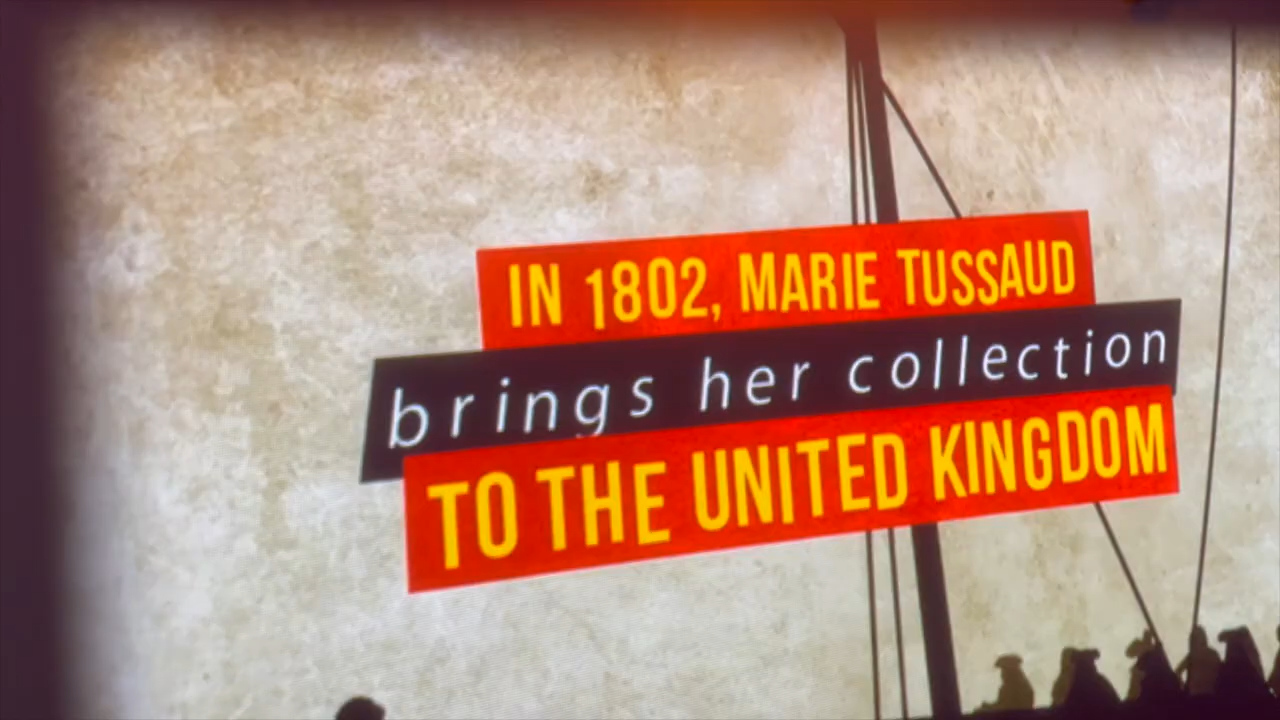 IN 1802, MARIE TUSSAUD
brings her collection
TO THE UNITED KINGDOM